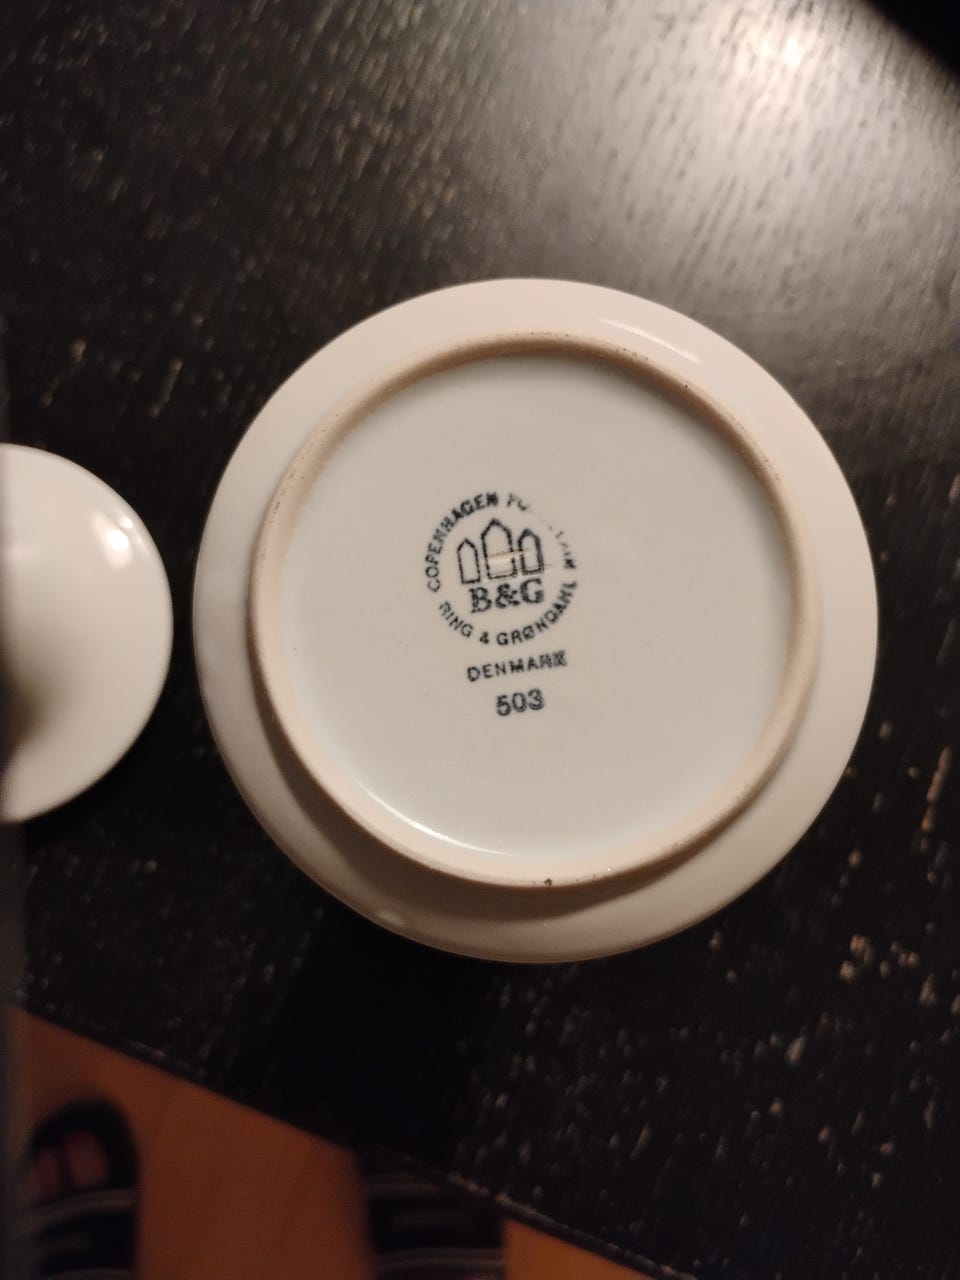 COPENHAGEN
B&G
BING & GRØNDAHL
DENMARK
503